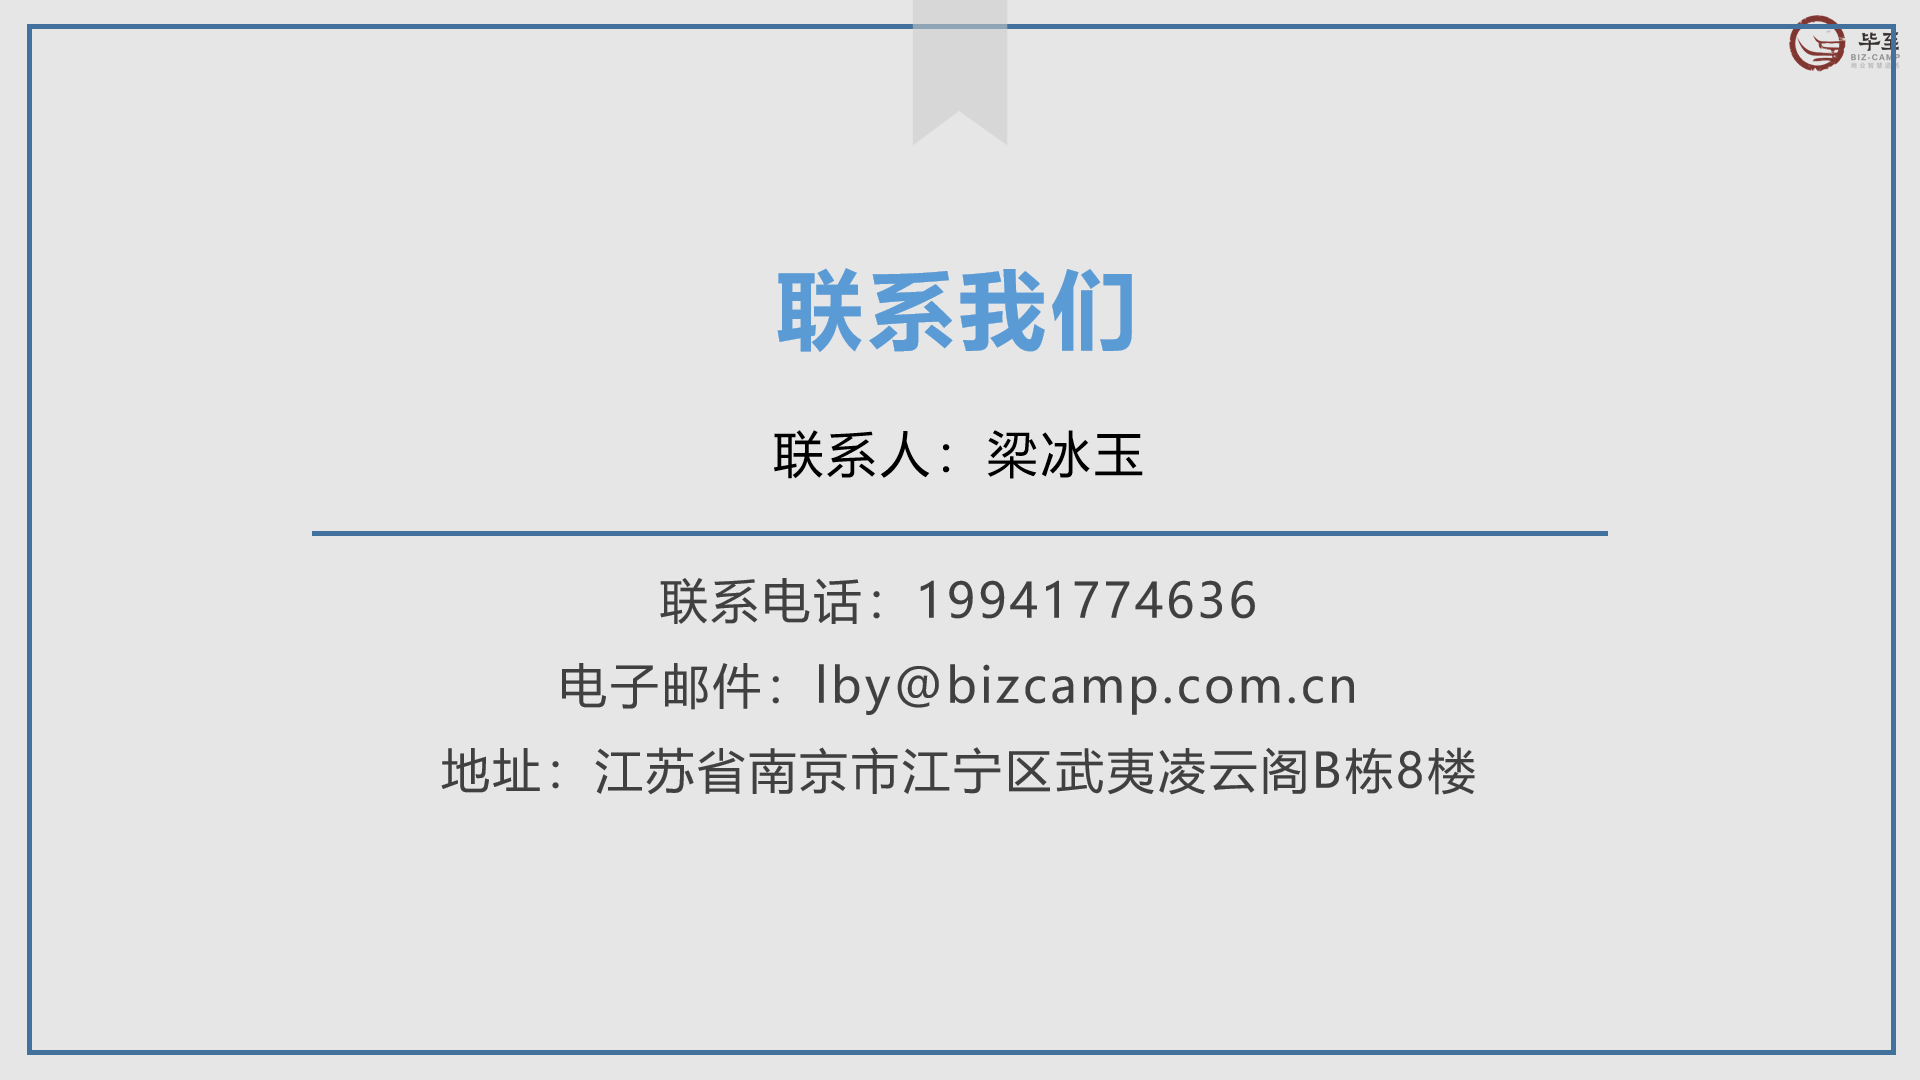 毕至
BIZ-CAMP
联系我们
联系人：梁冰玉
联系电话：19941774636
电子邮件：lby@bizcamp.com.cn
地址：江苏省南京市江宁区武夷凌云阁B栋8楼